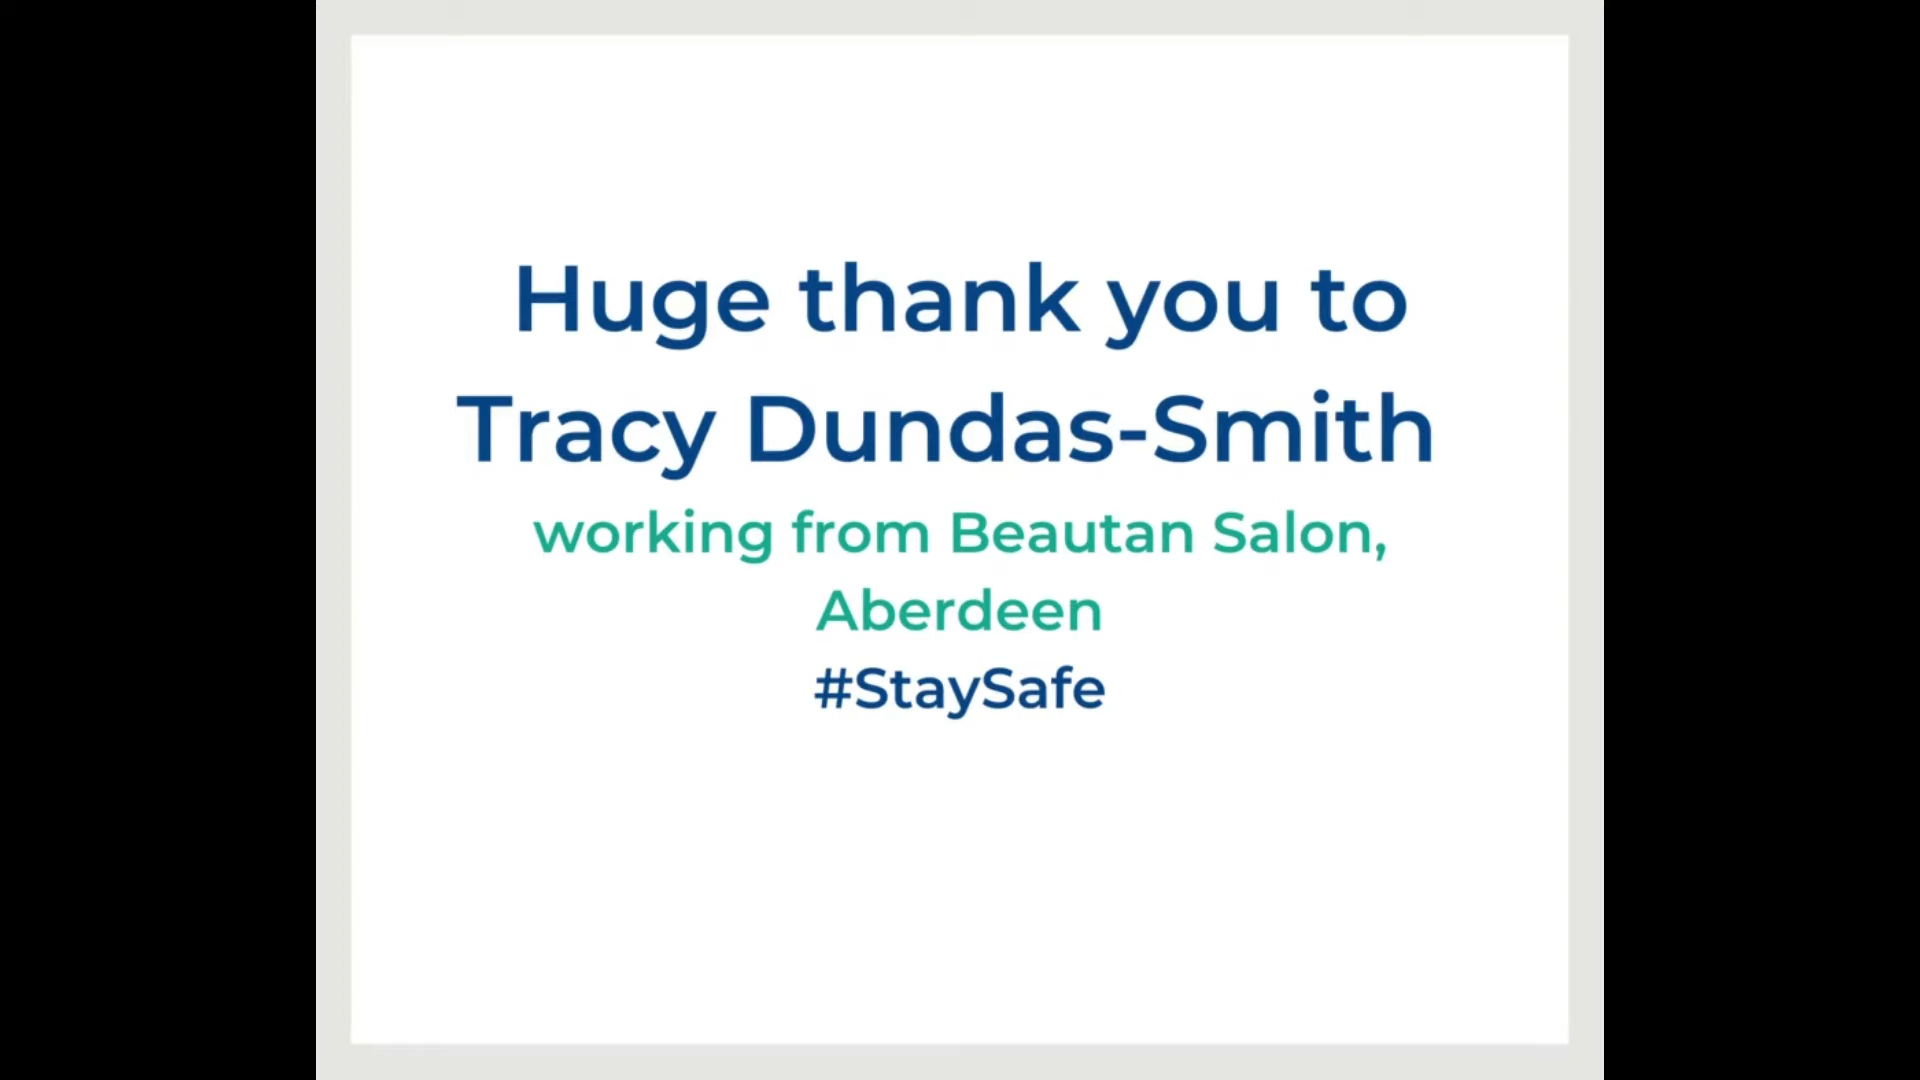 Huge thank you to
Tracy Dundas-Smith
working from Beautan Salon,
Aberdeen
#StaySafe